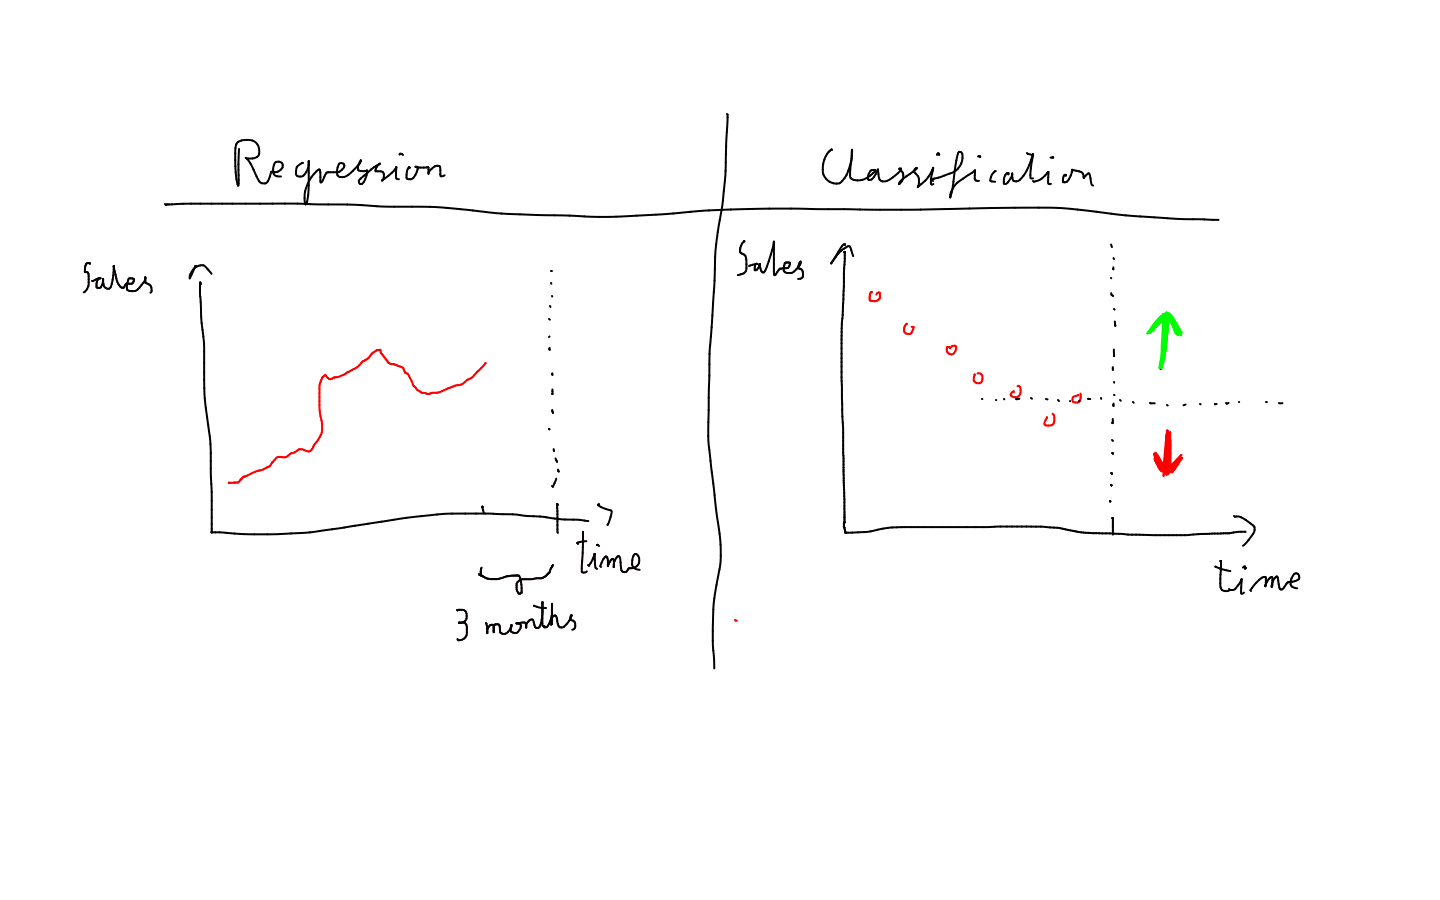 Regression
Classification
Sales
time
3 months
Sales
time